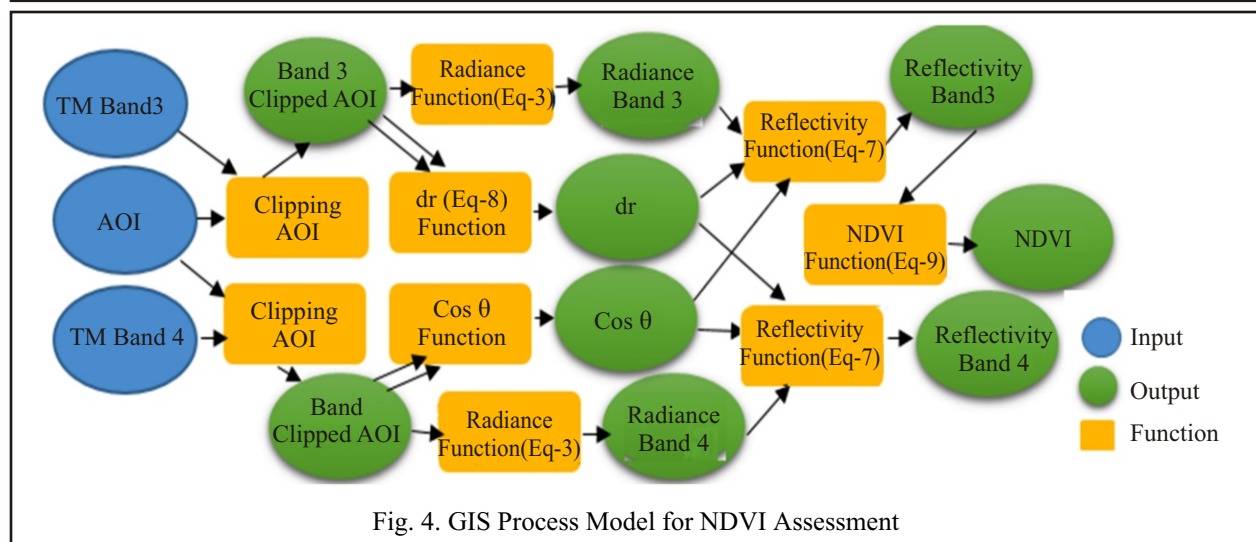 TM Band3
AOI
TM Band 4
Clipping
AOI
Clipping
AOI
Band 3
Clipped AOI
Band
Clipped AOI
Radiance
Function(Eq-3)
dr (Eq-8)
Function
Cos θ
Function
Radiance
Function(Eq-3)
Radiance
Band 3
dr
Cos θ
Radiance
Band 4
Reflectivity
Function(Eq-7)
Reflectivity
Function(Eq-7)
Reflectivity
Band3
NDVI
Function(Eq-9)
NDVI
Reflectivity
Band 4
Input
Output
Function
Fig. 4. GIS Process Model for NDVI Assessment